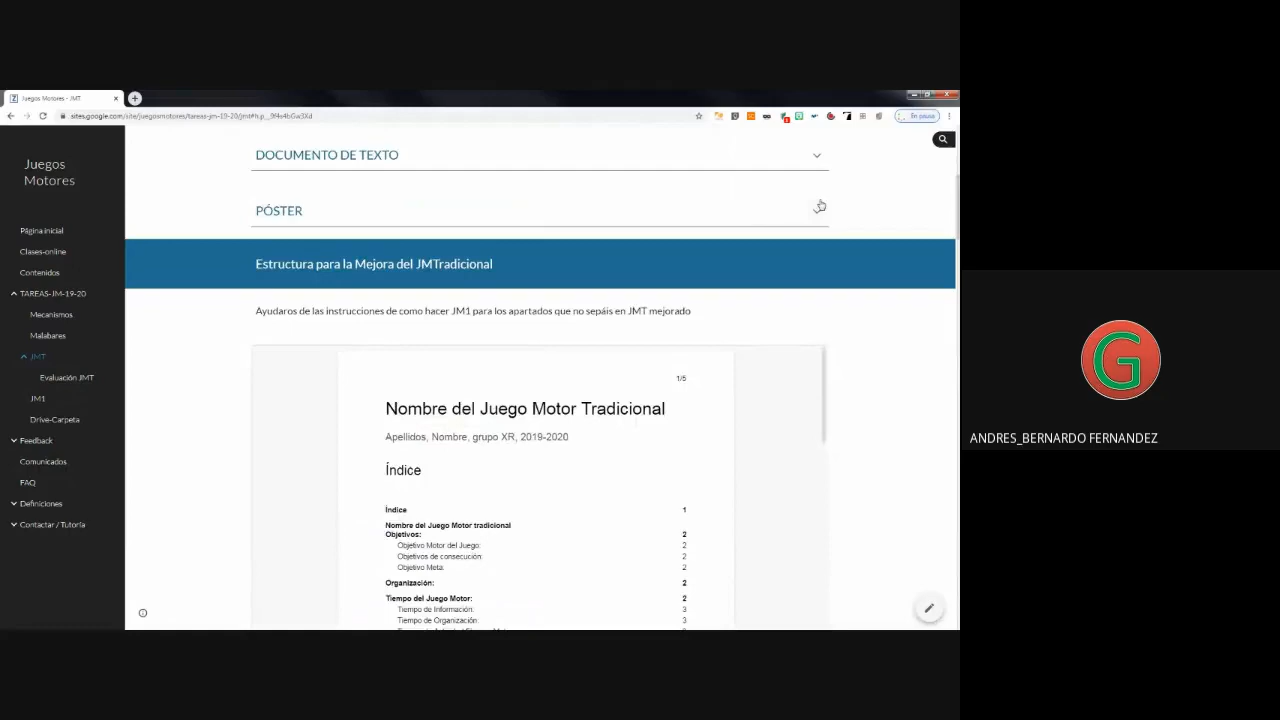 Juegos Motores - JMT
sites.google.com/site/juegosmotores/tareas-jm-19-20/jmt#h.p_9f4s4bGw3Xd
En pausa
Juegos
Motores
Página inicial
Clases-online
Contenidos
TAREAS-JM-19-20
Mecanismos
Malabares
JMT
Evaluación JMT
JM1
Drive-Carpeta
Feedback
Comunicados
FAQ
Definiciones
Contactar / Tutoría
DOCUMENTO DE TEXTO
PÓSTER
Estructura para la Mejora del JMTradicional
Ayudaros de las instrucciones de como hacer JM1 para los apartados que no sepáis en JMT mejorado
1/5
Nombre del Juego Motor Tradicional
Apellidos, Nombre, grupo XR, 2019-2020
Índice
Índice 1
Nombre del Juego Motor tradicional
Objetivos: 2
Objetivo Motor del Juego: 2
Objetivos de consecución: 2
Objetivo Meta: 2
Organización: 2
Tiempo del Juego Motor: 2
Tiempo de Información: 3
Tiempo de Organización: 3
G
ANDRES_BERNARDO FERNANDEZ